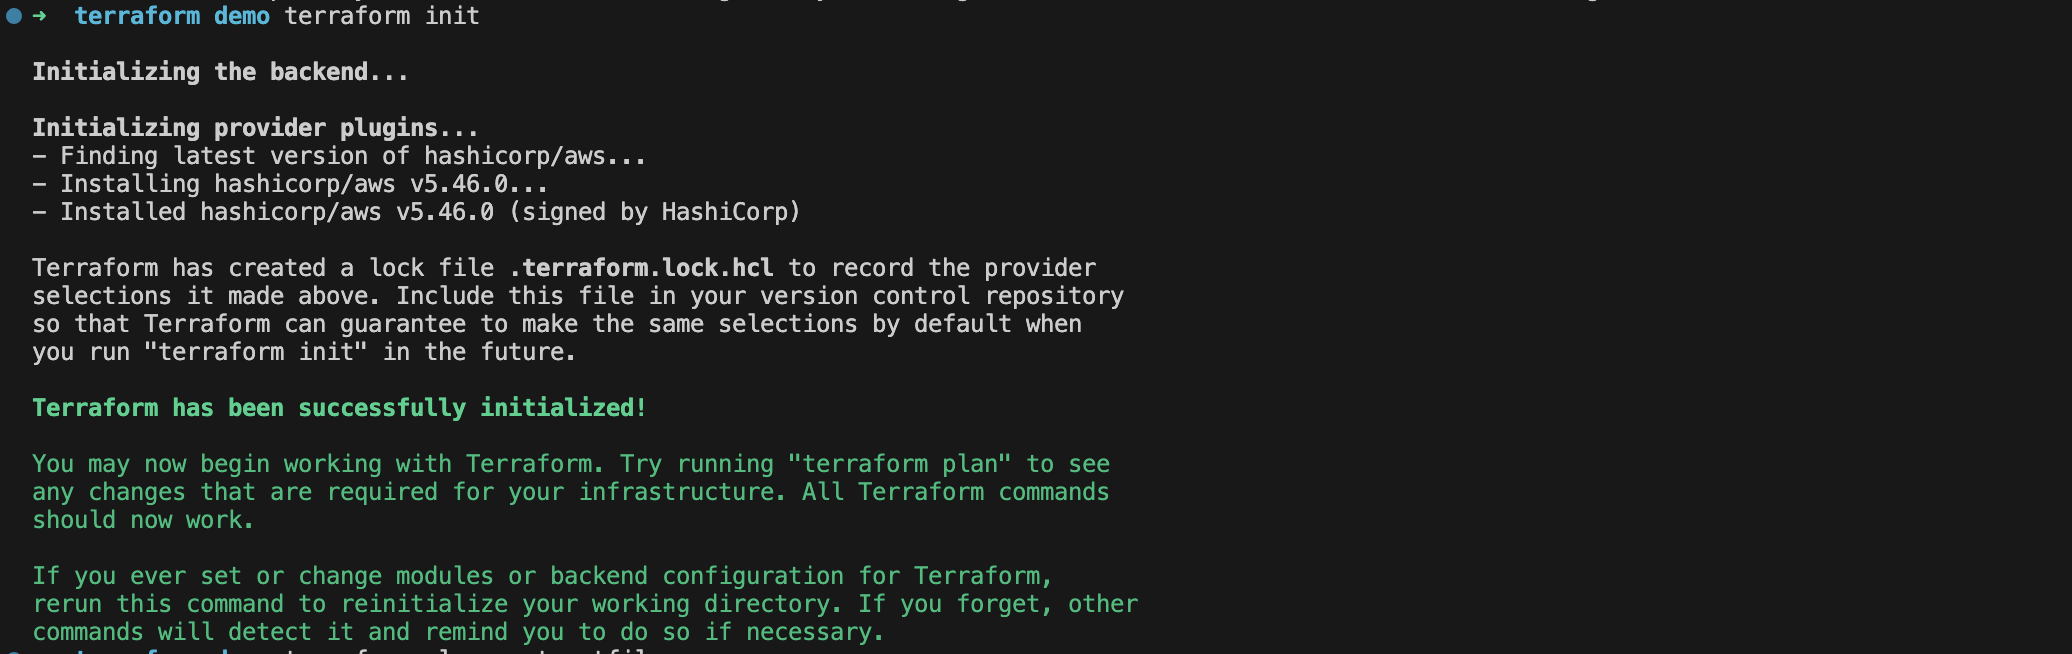 ➜ terraform demo terraform init
Initializing the backend...
Initializing provider plugins...
- Finding latest version of hashicorp/aws...
- Installing hashicorp/aws v5.46.0...
- Installed hashicorp/aws v5.46.0 (signed by HashiCorp)
Terraform has created a lock file .terraform.lock.hcl to record the provider
selections it made above. Include this file in your version control repository
so that Terraform can guarantee to make the same selections by default when
you run "terraform init" in the future.
Terraform has been successfully initialized!
You may now begin working with Terraform. Try running "terraform plan" to see
any changes that are required for your infrastructure. All Terraform commands
should now work.
If you ever set or change modules or backend configuration for Terraform,
rerun this command to reinitialize your working directory. If you forget, other
commands will detect it and remind you to do so if necessary.